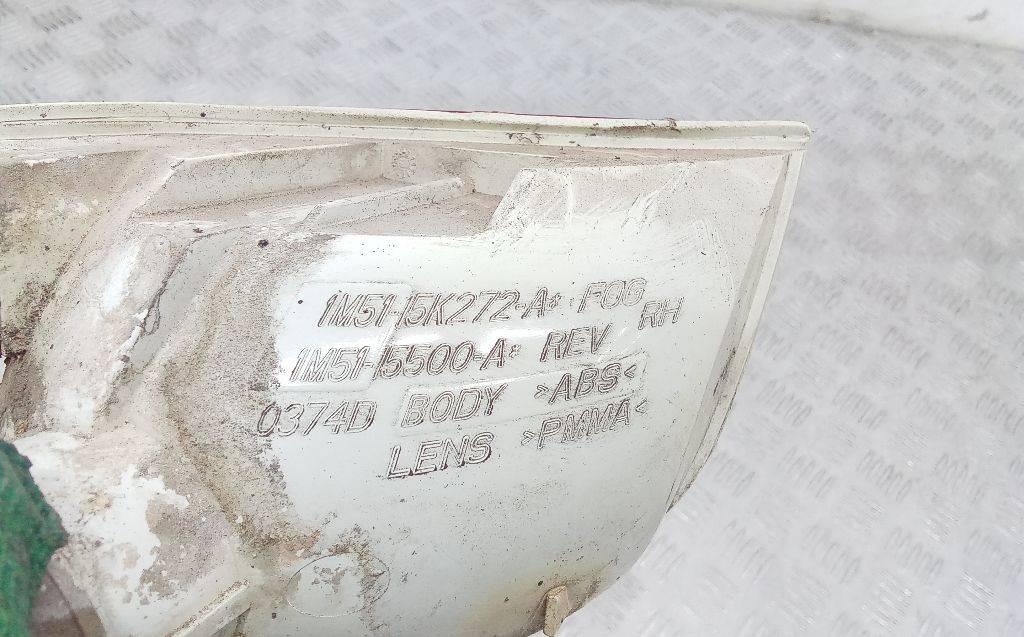 1M51-15K272-A* FOG
1M51-15500-A* REV RH
0374D BODY >ABS<
LENS >PMMA<